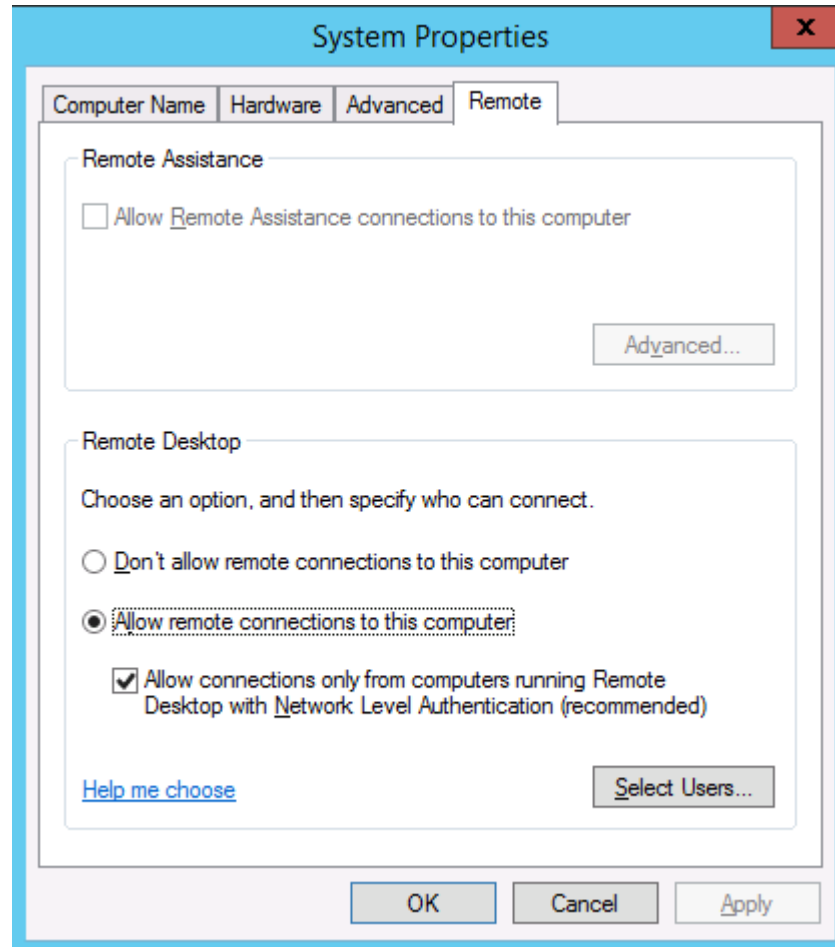 System Properties
x
Computer Name Hardware Advanced Remote
Remote Assistance
Allow Remote Assistance connections to this computer
Advanced...
Remote Desktop
Choose an option, and then specify who can connect.
Don't allow remote connections to this computer
Allow remote connections to this computer
Allow connections only from computers running Remote
Desktop with Network Level Authentication (recommended)
Help me choose
Select Users...
OK Cancel Apply